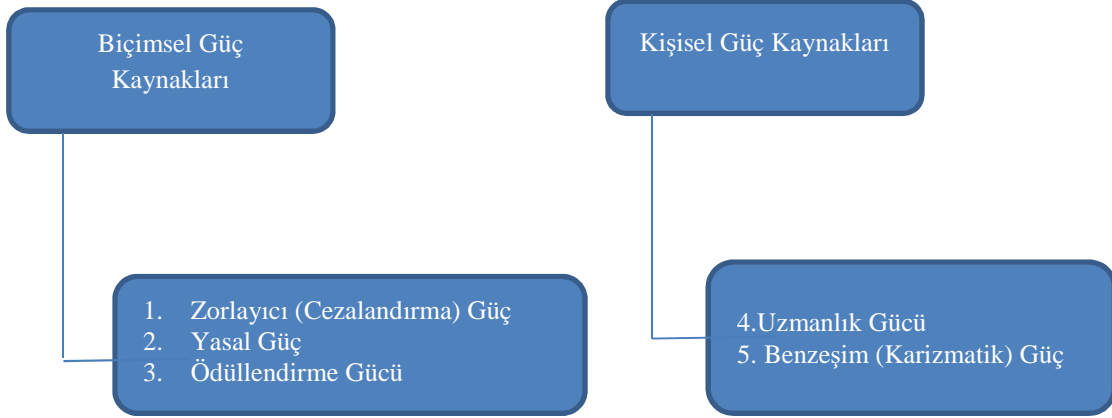 Biçimsel Güç
Kaynakları
Kişisel Güç Kaynakları
1. Zorlayıcı (Cezalandırma) Güç
2. Yasal Güç
3. Ödüllendirme Gücü
4.Uzmanlık Gücü
5. Benzeşim (Karizmatik) Güç